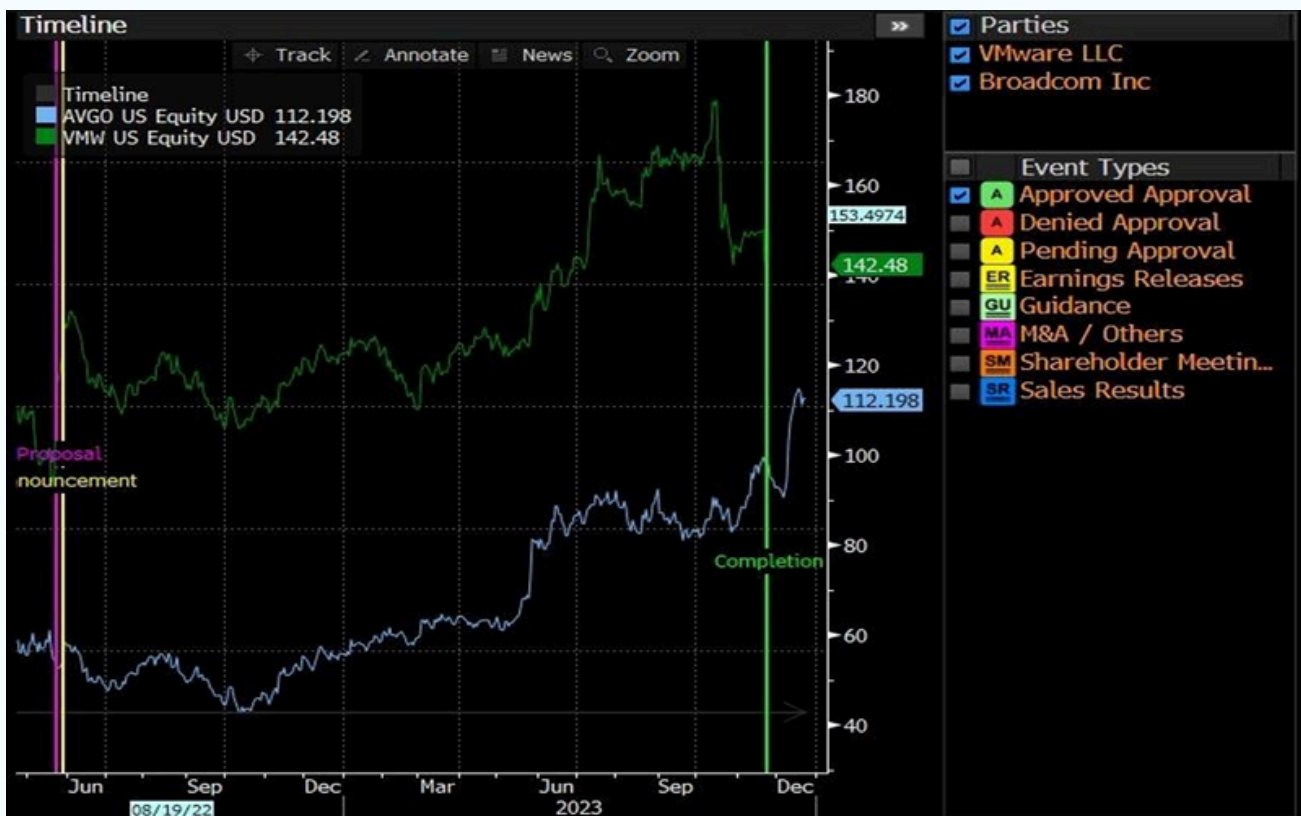 Timeline
»
Track Annotate News Zoom
Timeline
AVGO US Equity USD 112.198
VMW US Equity USD 142.48
180
160
153.4974
142.48
140
120
112.198
100
Proposal
nouncement
80
Completion
60
40
Jun Sep Dec Mar Jun Sep Dec
08/19/22 2023
Parties
VMware LLC
Broadcom Inc
Event Types
A Approved Approval
A Denied Approval
A Pending Approval
ER Earnings Releases
GU Guidance
MA M&A / Others
SM Shareholder Meetin...
SR Sales Results